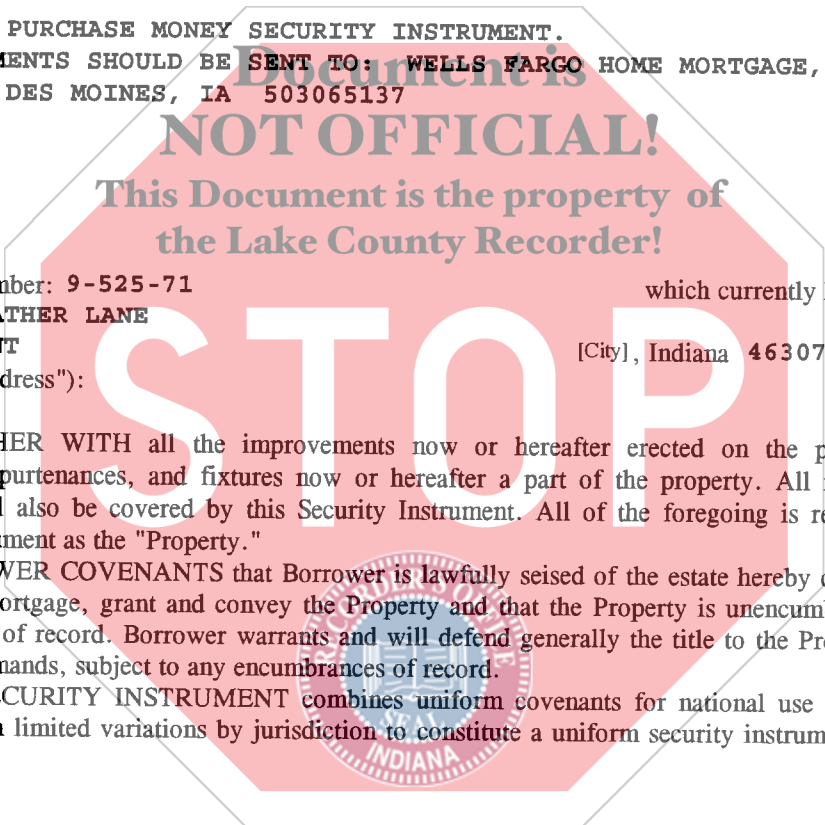 PURCHASE MONEY SECURITY INSTRUMENT.
MENTS SHOULD BE SENT TO: WELLS FARGO HOME MORTGAGE,
DES MOINES, IA 503065137
Document is
NOT OFFICIAL!
This Document is the property of
the Lake County Recorder!
mber: 9-525-71 which currently
ATHER LANE
NT [City], Indiana 46307
dress"):
STOP
HER WITH all the improvements now or hereafter erected on the p
purtenances, and fixtures now or hereafter a part of the property. All
l also be covered by this Security Instrument. All of the foregoing is re
ment as the "Property."
WER COVENANTS that Borrower is lawfully seised of the estate hereby c
ortgage, grant and convey the Property and that the Property is unencumb
of record. Borrower warrants and will defend generally the title to the Pro
mands, subject to any encumbrances of record.
CURITY INSTRUMENT combines uniform covenants for national use
limited variations by jurisdiction to constitute a uniform security instrum
RECORDER'S OFFICE
SEAL
INDIANA